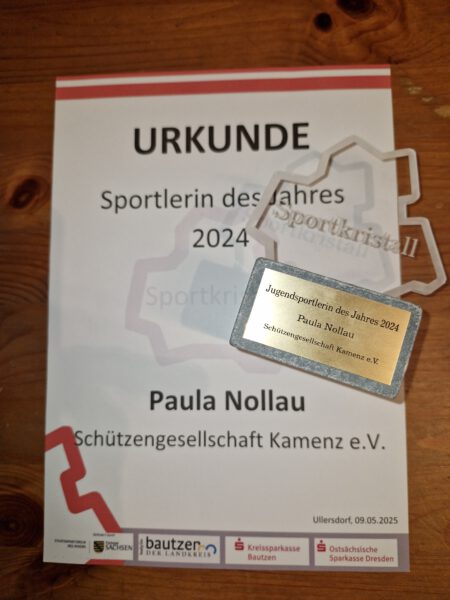 URKUNDE
Sportlerin des Jahres
2024
Sportkristall
Jugendsportlerin des Jahres 2024
Paula Nollau
Schützengesellschaft Kamenz e.V.
Paula Nollau
Schützengesellschaft Kamenz e.V.
Ullersdorf, 09.05.2025
SACHSEN
bautzen
DER LANDKREIS
Kreissparkasse
Bautzen
Ostsächsische
Sparkasse Dresden